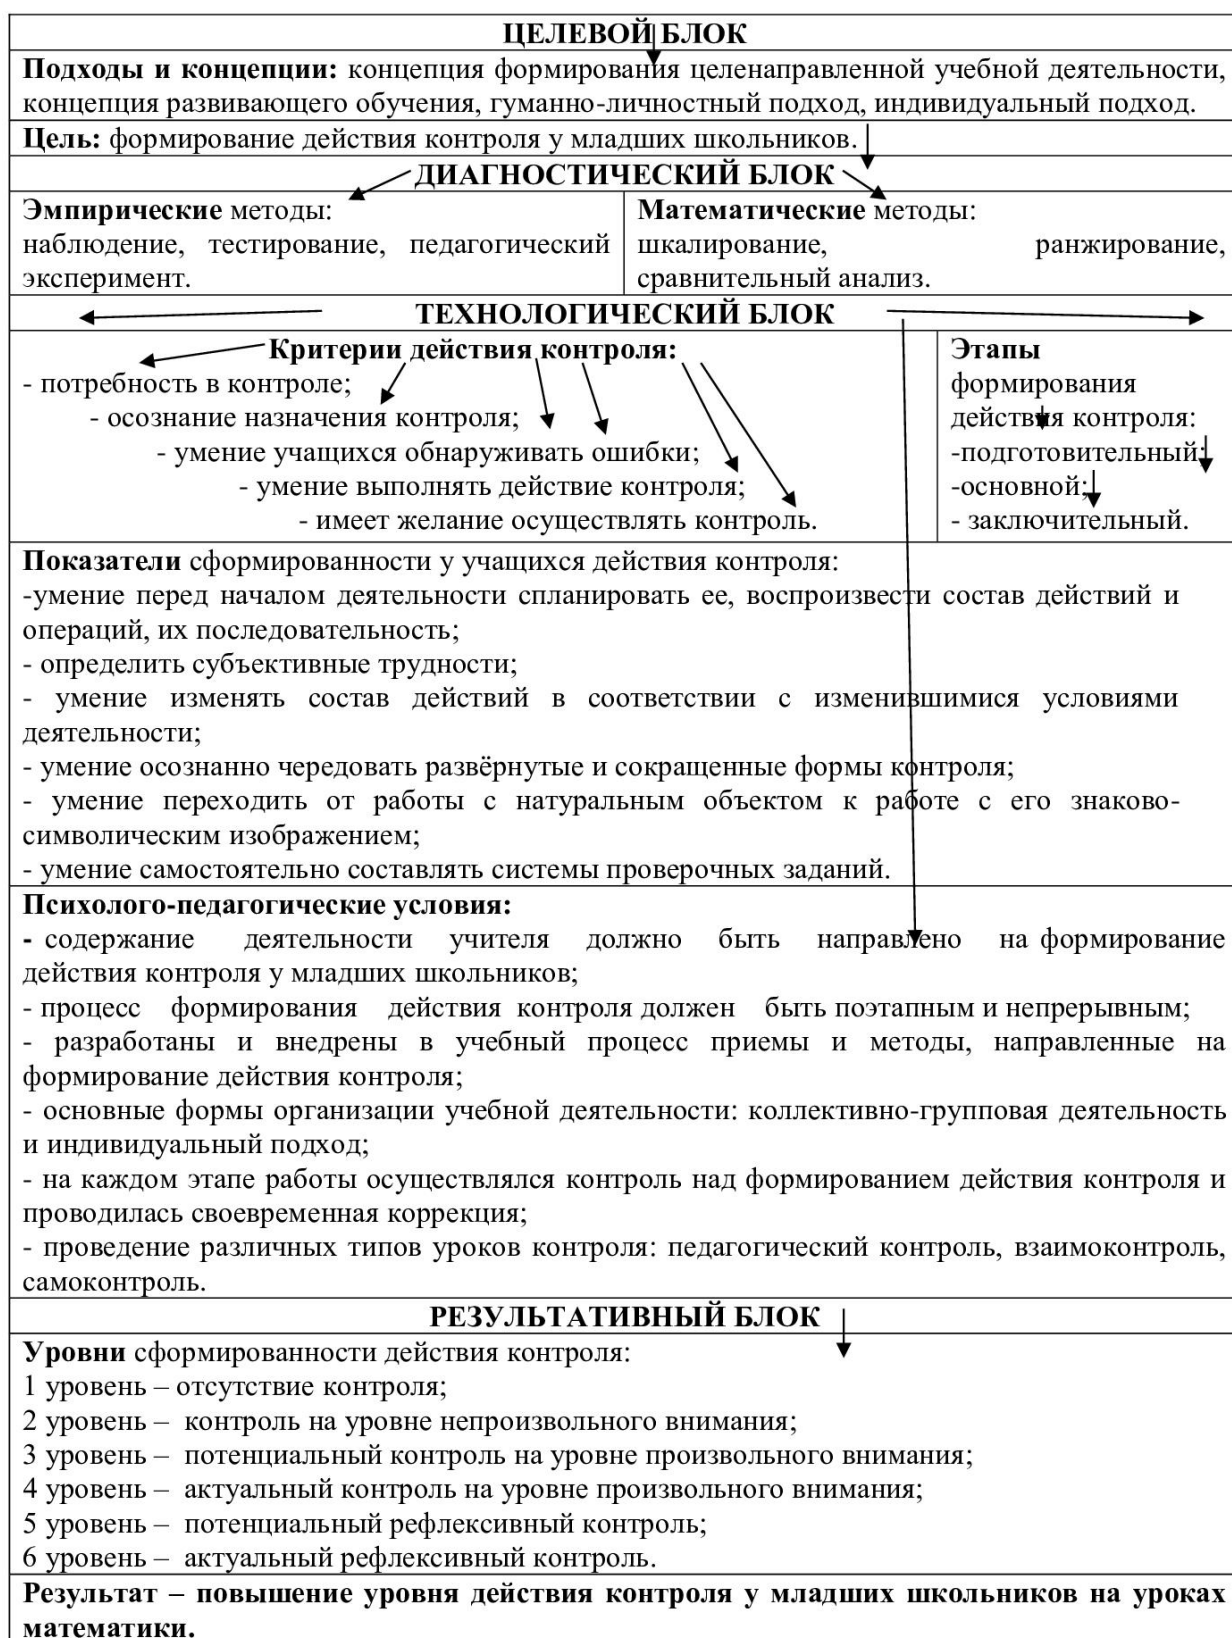 ЦЕЛЕВОЙ БЛОК
Подходы и концепции: концепция формирования целенаправленной учебной деятельности,
концепция развивающего обучения, гуманно-личностный подход, индивидуальный подход.
Цель: формирование действия контроля у младших школьников.
ДИАГНОСТИЧЕСКИЙ БЛОК
Эмпирические методы:
наблюдение, тестирование, педагогический
эксперимент.
Математические методы:
шкалирование, ранжирование,
сравнительный анализ.
ТЕХНОЛОГИЧЕСКИЙ БЛОК
Критерии действия контроля:
- потребность в контроле;
- осознание назначения контроля;
- умение учащихся обнаруживать ошибки;
- умение выполнять действие контроля;
- имеет желание осуществлять контроль.
Этапы
формирования
действия контроля:
-подготовительный;
-основной;
- заключительный.
Показатели сформированности у учащихся действия контроля:
-умение перед началом деятельности спланировать ее, воспроизвести состав действий и
операций, их последовательность;
- определить субъективные трудности;
- умение изменять состав действий в соответствии с изменившимися условиями
деятельности;
- умение осознанно чередовать развёрнутые и сокращенные формы контроля;
- умение переходить от работы с натуральным объектом к работе с его знаково-
символическим изображением;
- умение самостоятельно составлять системы проверочных заданий.
Психолого-педагогические условия:
- содержание деятельности учителя должно быть направлено на формирование
действия контроля у младших школьников;
- процесс формирования действия контроля должен быть поэтапным и непрерывным;
- разработаны и внедрены в учебный процесс приемы и методы, направленные на
формирование действия контроля;
- основные формы организации учебной деятельности: коллективно-групповая деятельность
и индивидуальный подход;
- на каждом этапе работы осуществлялся контроль над формированием действия контроля и
проводилась своевременная коррекция;
- проведение различных типов уроков контроля: педагогический контроль, взаимоконтроль,
самоконтроль.
РЕЗУЛЬТАТИВНЫЙ БЛОК
Уровни сформированности действия контроля:
1 уровень – отсутствие контроля;
2 уровень – контроль на уровне непроизвольного внимания;
3 уровень – потенциальный контроль на уровне произвольного внимания;
4 уровень – актуальный контроль на уровне произвольного внимания;
5 уровень – потенциальный рефлексивный контроль;
6 уровень – актуальный рефлексивный контроль.
Результат – повышение уровня действия контроля у младших школьников на уроках
математики.